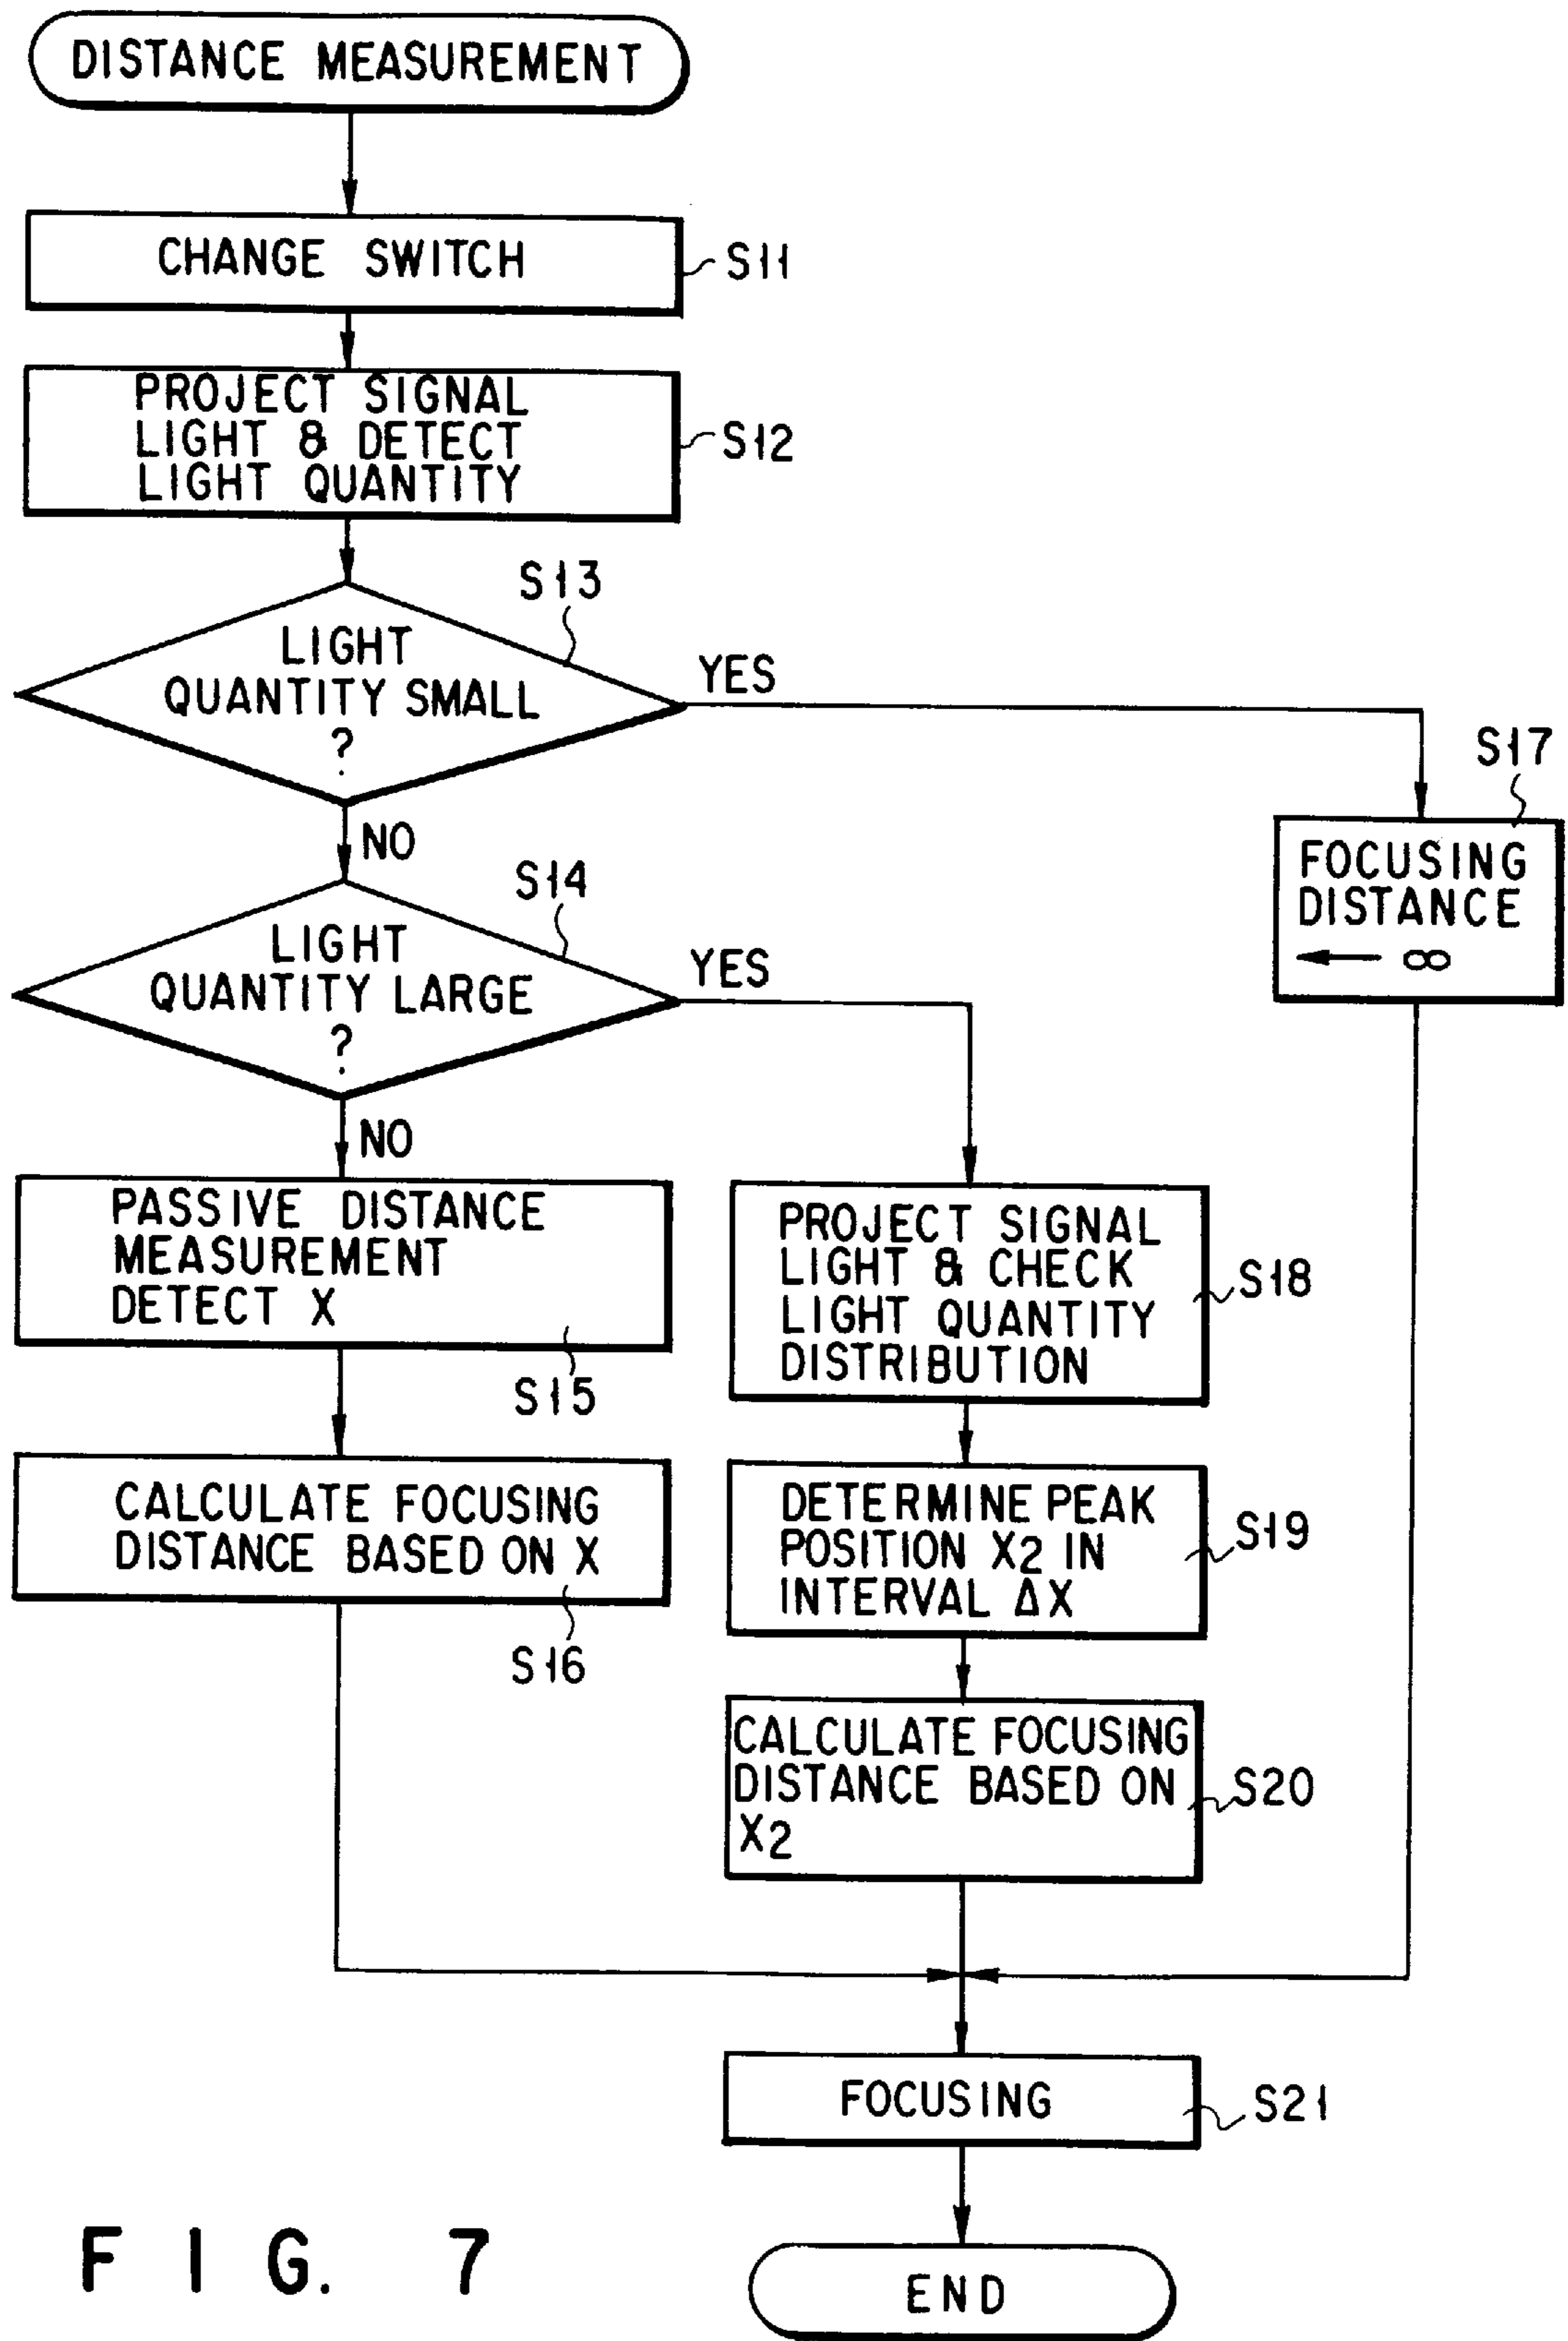 DISTANCE MEASUREMENT
CHANGE SWITCH
S11
PROJECT SIGNAL
LIGHT & DETECT
LIGHT QUANTITY
S12
S13
LIGHT
QUANTITY SMALL
?
YES
NO
S17
FOCUSING
DISTANCE
← ∞
S14
LIGHT
QUANTITY LARGE
?
YES
NO
PASSIVE DISTANCE
MEASUREMENT
DETECT X
S15
CALCULATE FOCUSING
DISTANCE BASED ON X
S16
PROJECT SIGNAL
LIGHT & CHECK
LIGHT QUANTITY
DISTRIBUTION
S18
DETERMINE PEAK
POSITION X2 IN
INTERVAL ΔX
S19
CALCULATE FOCUSING
DISTANCE BASED ON
X2
S20
FOCUSING
S21
END
FIG. 7